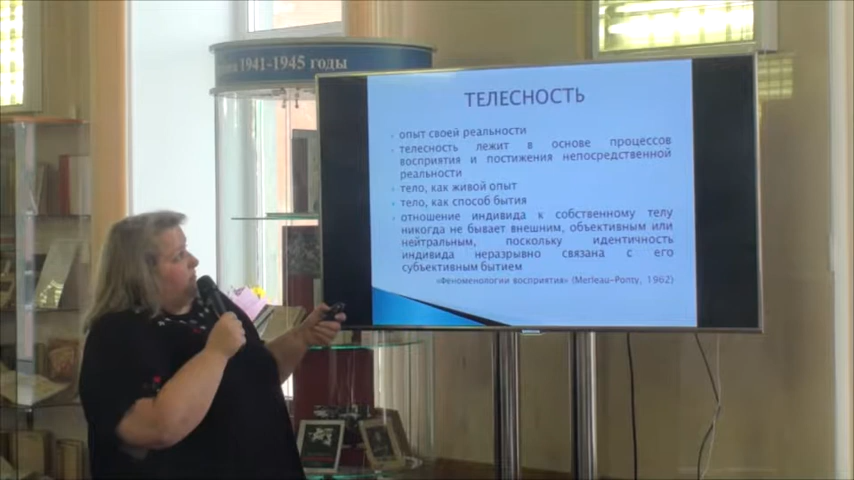 1941-1945 годы
ТЕЛЕСНОСТЬ
опыт своей реальности
телесность лежит в основе процессов
восприятия и постижения непосредственной
реальности
тело, как живой опыт
тело, как способ бытия
отношение индивида к собственному телу
никогда не бывает внешним, объективным или
нейтральным, поскольку идентичность
индивида неразрывно связана с его
субъективным бытием
«Феноменологии восприятия» (Merleau-Ponty, 1962)